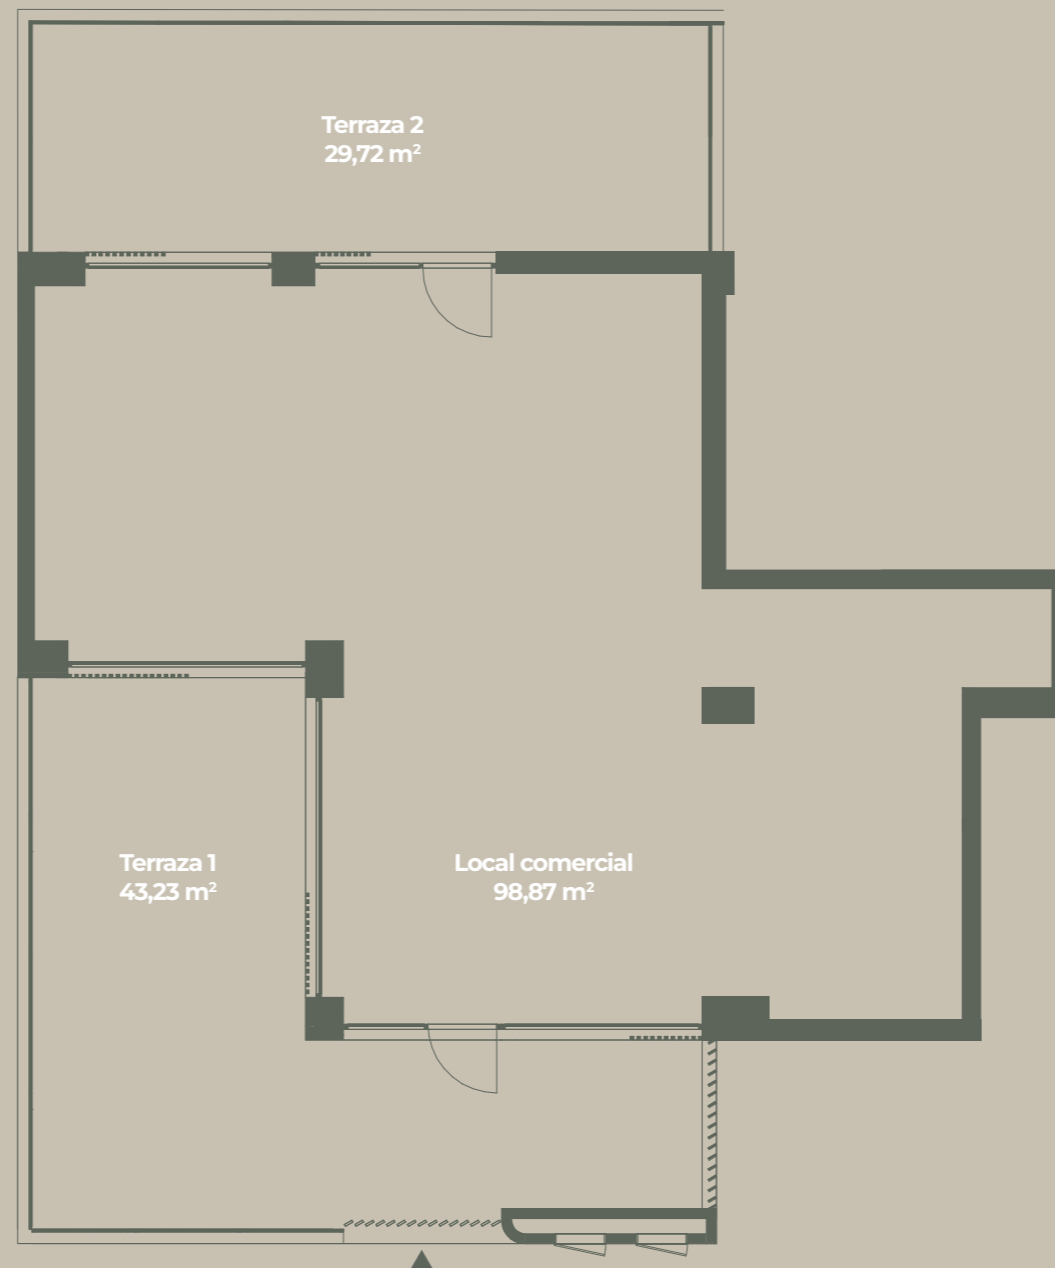 Terraza 2
29,72 m²
Terraza 1
43,23 m²
Local comercial
98,87 m²